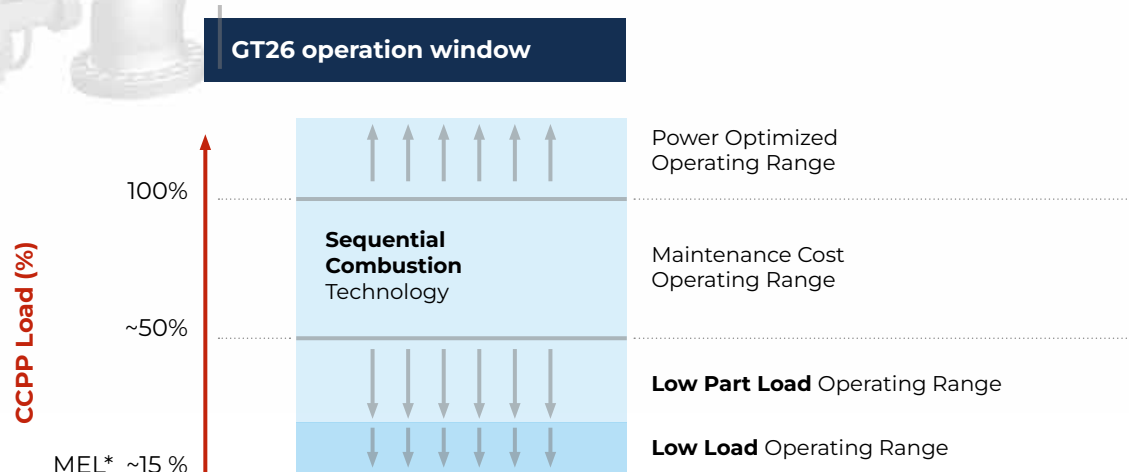 GT26 operation window
Power Optimized
Operating Range
100%
Sequential
Combustion
Technology
Maintenance Cost
Operating Range
~50%
CCPP Load (%)
Low Part Load Operating Range
Low Load Operating Range
MEL* ~15 %